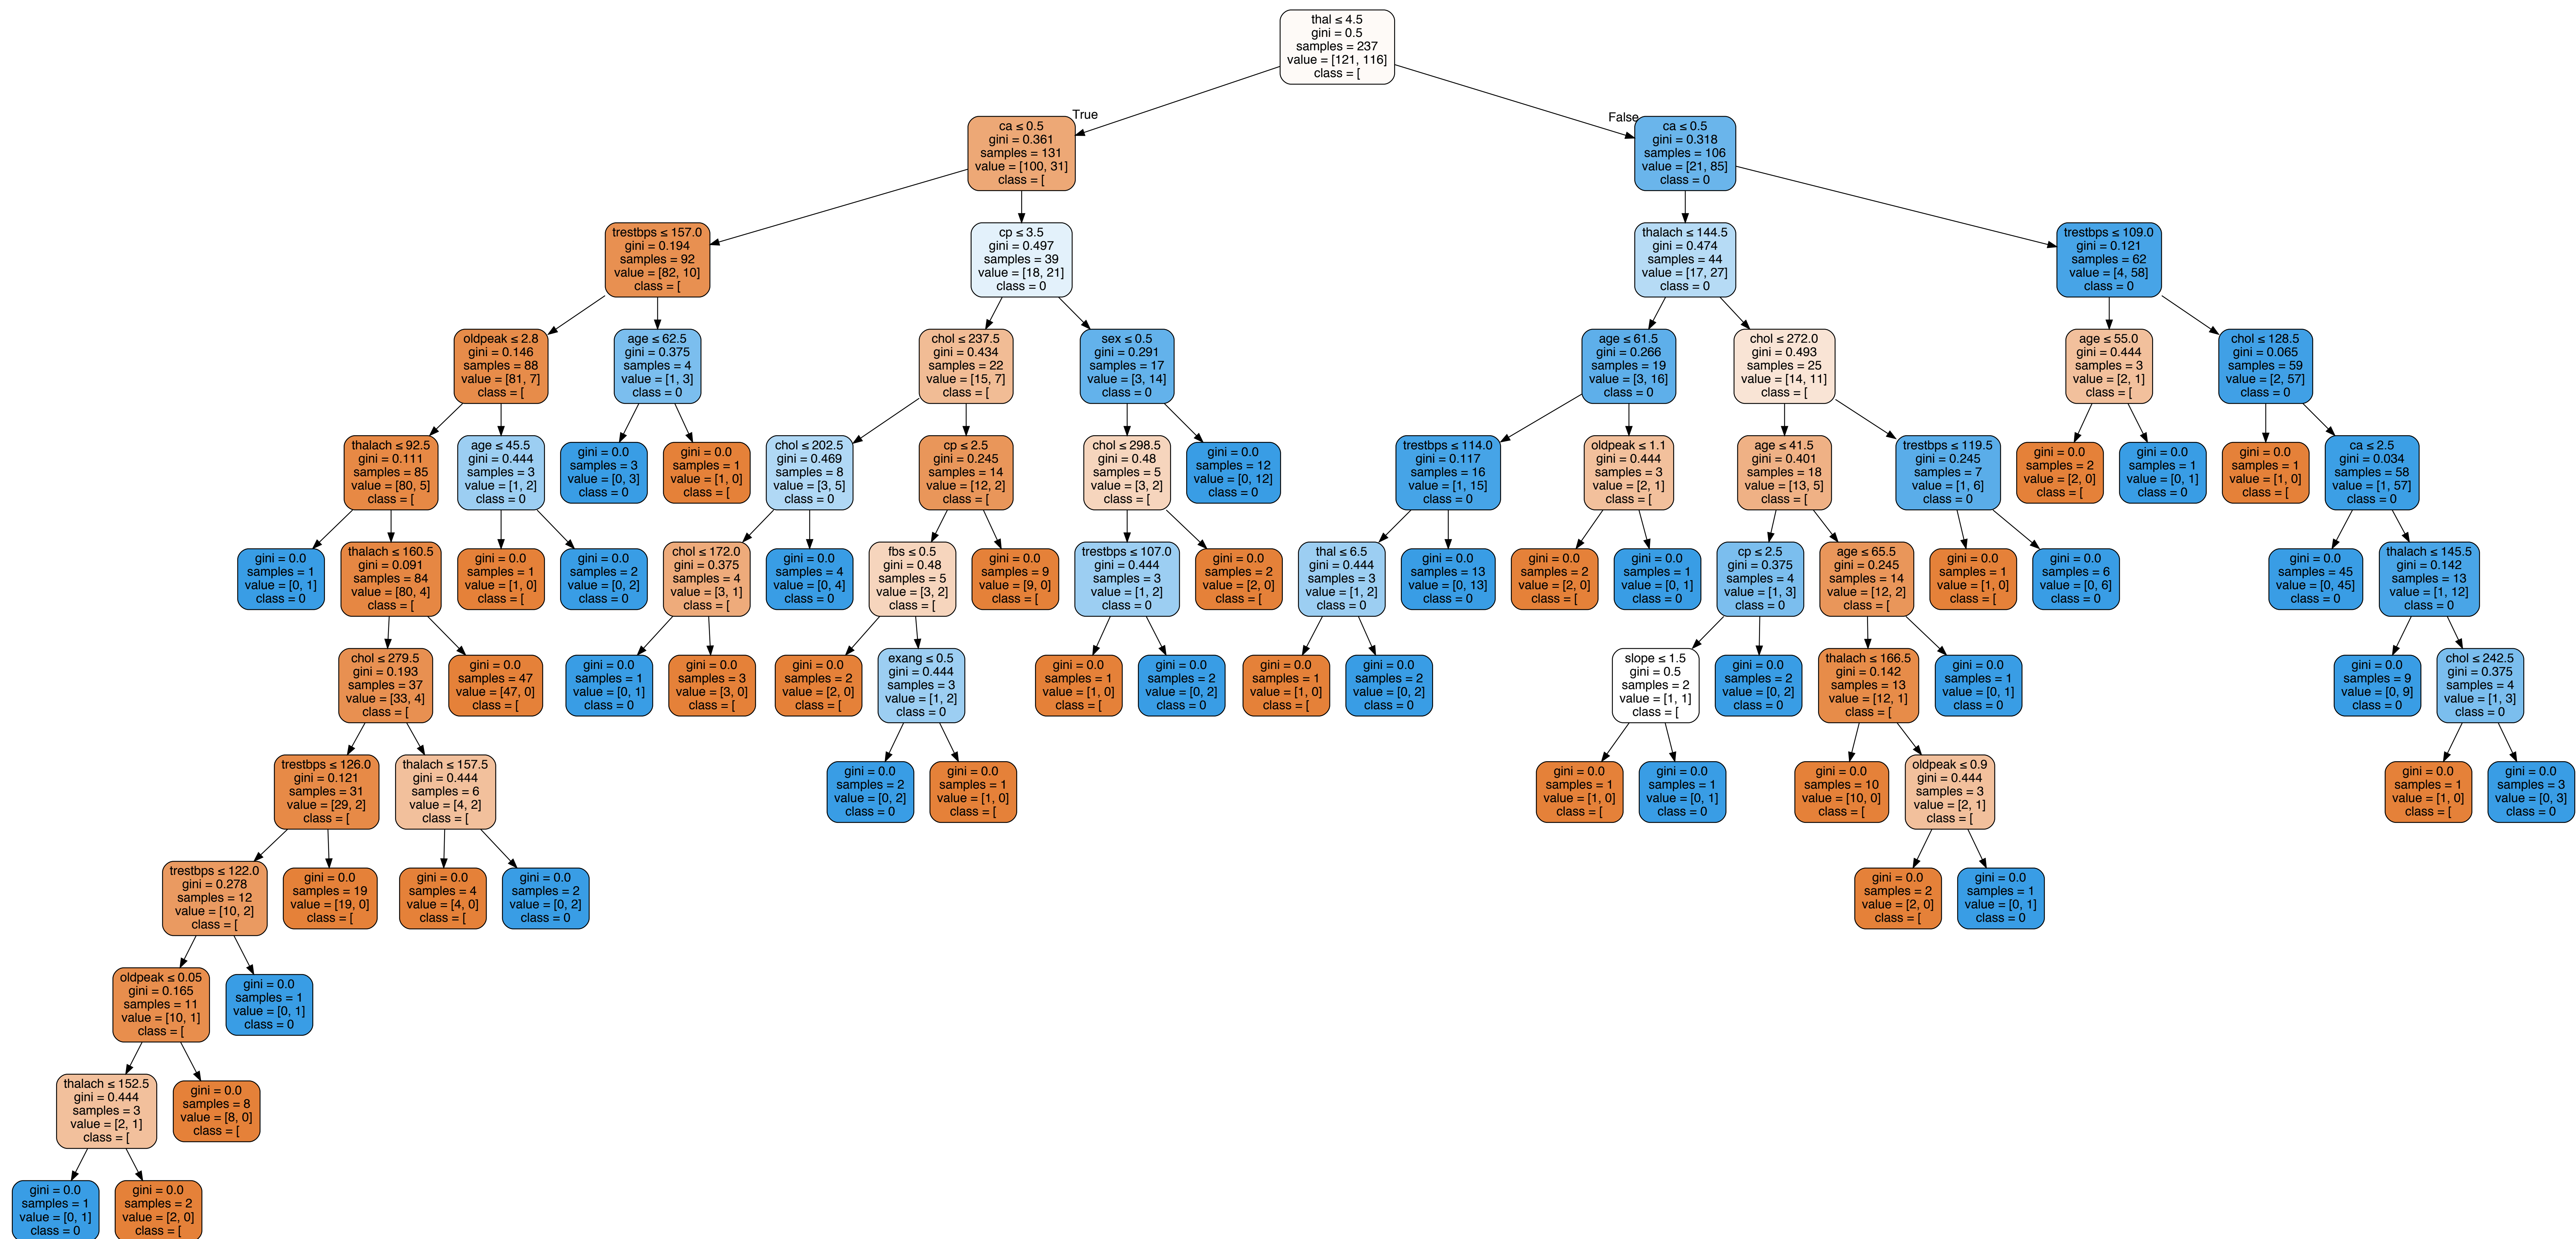 thal ≤ 4.5
gini = 0.5
samples = 237
value = [121, 116]
class = [
True
False
ca ≤ 0.5
gini = 0.361
samples = 131
value = [100, 31]
class = [
ca ≤ 0.5
gini = 0.318
samples = 106
value = [21, 85]
class = 0
trestbps ≤ 157.0
gini = 0.194
samples = 92
value = [82, 10]
class = [
cp ≤ 3.5
gini = 0.497
samples = 39
value = [18, 21]
class = 0
thalach ≤ 144.5
gini = 0.474
samples = 44
value = [17, 27]
class = 0
trestbps ≤ 109.0
gini = 0.121
samples = 62
value = [4, 58]
class = 0
oldpeak ≤ 2.8
gini = 0.146
samples = 88
value = [81, 7]
class = [
age ≤ 62.5
gini = 0.375
samples = 4
value = [1, 3]
class = 0
chol ≤ 237.5
gini = 0.434
samples = 22
value = [15, 7]
class = [
sex ≤ 0.5
gini = 0.291
samples = 17
value = [3, 14]
class = 0
age ≤ 61.5
gini = 0.266
samples = 19
value = [3, 16]
class = 0
chol ≤ 272.0
gini = 0.493
samples = 25
value = [14, 11]
class = [
age ≤ 55.0
gini = 0.444
samples = 3
value = [2, 1]
class = [
chol ≤ 128.5
gini = 0.065
samples = 59
value = [2, 57]
class = 0
thalach ≤ 92.5
gini = 0.111
samples = 85
value = [80, 5]
class = [
age ≤ 45.5
gini = 0.444
samples = 3
value = [1, 2]
class = 0
gini = 0.0
samples = 3
value = [0, 3]
class = 0
gini = 0.0
samples = 1
value = [1, 0]
class = [
chol ≤ 202.5
gini = 0.469
samples = 8
value = [3, 5]
class = 0
cp ≤ 2.5
gini = 0.245
samples = 14
value = [12, 2]
class = [
chol ≤ 298.5
gini = 0.48
samples = 5
value = [3, 2]
class = [
gini = 0.0
samples = 12
value = [0, 12]
class = 0
trestbps ≤ 114.0
gini = 0.117
samples = 16
value = [1, 15]
class = 0
oldpeak ≤ 1.1
gini = 0.444
samples = 3
value = [2, 1]
class = [
age ≤ 41.5
gini = 0.401
samples = 18
value = [13, 5]
class = [
trestbps ≤ 119.5
gini = 0.245
samples = 7
value = [1, 6]
class = 0
gini = 0.0
samples = 2
value = [2, 0]
class = [
gini = 0.0
samples = 1
value = [0, 1]
class = 0
gini = 0.0
samples = 1
value = [1, 0]
class = [
ca ≤ 2.5
gini = 0.034
samples = 58
value = [1, 57]
class = 0
gini = 0.0
samples = 1
value = [0, 1]
class = 0
thalach ≤ 160.5
gini = 0.091
samples = 84
value = [80, 4]
class = [
gini = 0.0
samples = 1
value = [1, 0]
class = [
gini = 0.0
samples = 2
value = [0, 2]
class = 0
chol ≤ 172.0
gini = 0.375
samples = 4
value = [3, 1]
class = [
gini = 0.0
samples = 4
value = [0, 4]
class = 0
fbs ≤ 0.5
gini = 0.48
samples = 5
value = [3, 2]
class = [
gini = 0.0
samples = 9
value = [9, 0]
class = [
trestbps ≤ 107.0
gini = 0.444
samples = 3
value = [1, 2]
class = 0
gini = 0.0
samples = 2
value = [2, 0]
class = [
thal ≤ 6.5
gini = 0.444
samples = 3
value = [1, 2]
class = 0
gini = 0.0
samples = 13
value = [0, 13]
class = 0
gini = 0.0
samples = 2
value = [2, 0]
class = [
gini = 0.0
samples = 1
value = [0, 1]
class = 0
cp ≤ 2.5
gini = 0.375
samples = 4
value = [1, 3]
class = 0
age ≤ 65.5
gini = 0.245
samples = 14
value = [12, 2]
class = [
gini = 0.0
samples = 1
value = [1, 0]
class = [
gini = 0.0
samples = 6
value = [0, 6]
class = 0
gini = 0.0
samples = 45
value = [0, 45]
class = 0
thalach ≤ 145.5
gini = 0.142
samples = 13
value = [1, 12]
class = 0
chol ≤ 279.5
gini = 0.193
samples = 37
value = [33, 4]
class = [
gini = 0.0
samples = 47
value = [47, 0]
class = [
gini = 0.0
samples = 1
value = [0, 1]
class = 0
gini = 0.0
samples = 3
value = [3, 0]
class = [
gini = 0.0
samples = 2
value = [2, 0]
class = [
exang ≤ 0.5
gini = 0.444
samples = 3
value = [1, 2]
class = 0
gini = 0.0
samples = 1
value = [1, 0]
class = [
gini = 0.0
samples = 2
value = [0, 2]
class = 0
gini = 0.0
samples = 1
value = [1, 0]
class = [
gini = 0.0
samples = 2
value = [0, 2]
class = 0
slope ≤ 1.5
gini = 0.5
samples = 2
value = [1, 1]
class = [
gini = 0.0
samples = 2
value = [0, 2]
class = 0
thalach ≤ 166.5
gini = 0.142
samples = 13
value = [12, 1]
class = [
gini = 0.0
samples = 1
value = [0, 1]
class = 0
gini = 0.0
samples = 9
value = [0, 9]
class = 0
chol ≤ 242.5
gini = 0.375
samples = 4
value = [1, 3]
class = 0
trestbps ≤ 126.0
gini = 0.121
samples = 31
value = [29, 2]
class = [
thalach ≤ 157.5
gini = 0.444
samples = 6
value = [4, 2]
class = [
gini = 0.0
samples = 2
value = [0, 2]
class = 0
gini = 0.0
samples = 1
value = [1, 0]
class = [
gini = 0.0
samples = 1
value = [1, 0]
class = [
gini = 0.0
samples = 1
value = [0, 1]
class = 0
gini = 0.0
samples = 10
value = [10, 0]
class = [
oldpeak ≤ 0.9
gini = 0.444
samples = 3
value = [2, 1]
class = [
gini = 0.0
samples = 1
value = [1, 0]
class = [
gini = 0.0
samples = 3
value = [0, 3]
class = 0
trestbps ≤ 122.0
gini = 0.278
samples = 12
value = [10, 2]
class = [
gini = 0.0
samples = 19
value = [19, 0]
class = [
gini = 0.0
samples = 4
value = [4, 0]
class = [
gini = 0.0
samples = 2
value = [0, 2]
class = 0
gini = 0.0
samples = 2
value = [2, 0]
class = [
gini = 0.0
samples = 1
value = [0, 1]
class = 0
oldpeak ≤ 0.05
gini = 0.165
samples = 11
value = [10, 1]
class = [
gini = 0.0
samples = 1
value = [0, 1]
class = 0
thalach ≤ 152.5
gini = 0.444
samples = 3
value = [2, 1]
class = [
gini = 0.0
samples = 8
value = [8, 0]
class = [
gini = 0.0
samples = 1
value = [0, 1]
class = 0
gini = 0.0
samples = 2
value = [2, 0]
class = [